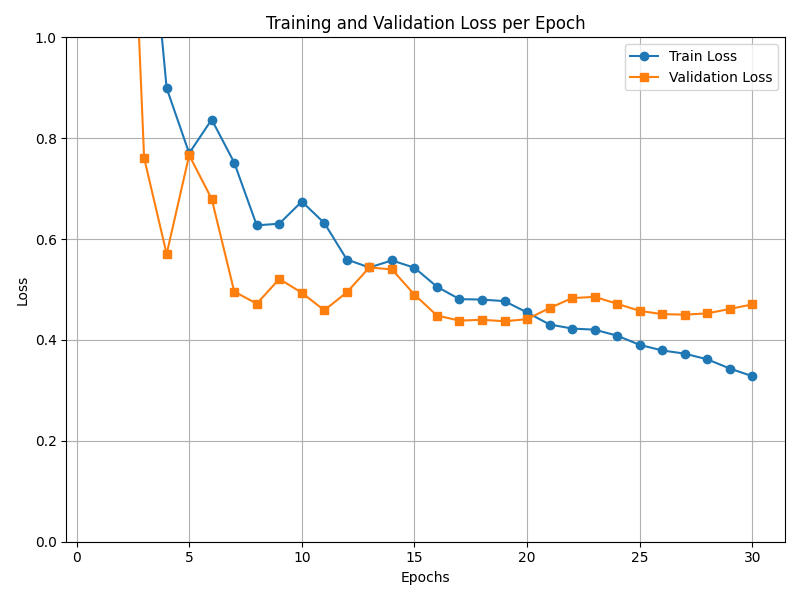 Training and Validation Loss per Epoch
Train Loss
Validation Loss
1.0
0.8
0.6
0.4
0.2
0.0
Loss
0 5 10 15 20 25 30
Epochs